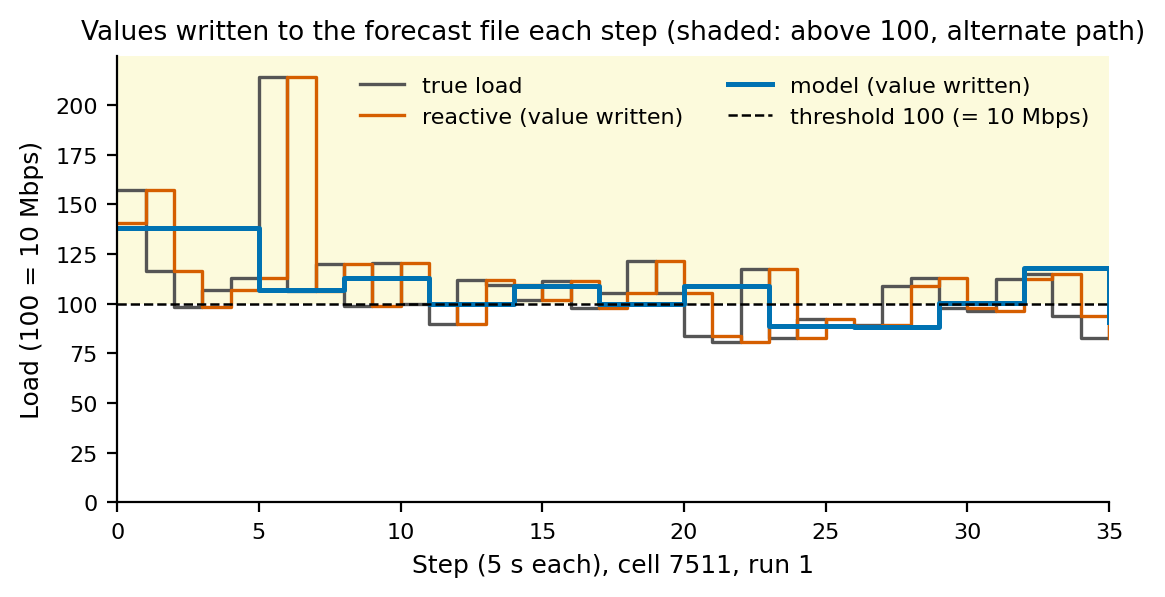 Values written to the forecast file each step (shaded: above 100, alternate path)
true load
reactive (value written)
model (value written)
threshold 100 (= 10 Mbps)
Load (100 = 10 Mbps)
200
175
150
125
100
75
50
25
0
0 5 10 15 20 25 30 35
Step (5 s each), cell 7511, run 1